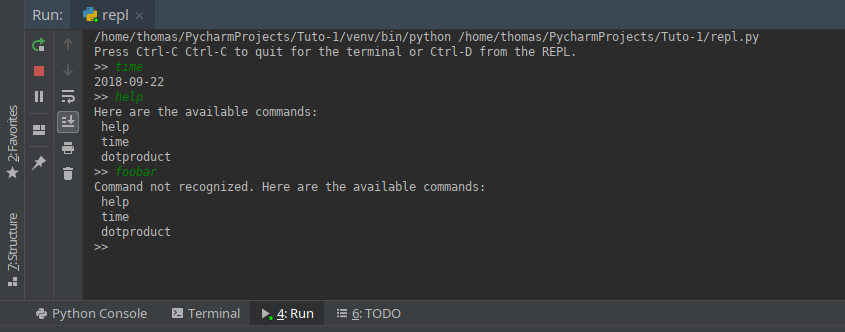 Run: repl
/home/thomas/PycharmProjects/Tuto-1/venv/bin/python /home/thomas/PycharmProjects/Tuto-1/repl.py
Press Ctrl-C Ctrl-C to quit for the terminal or Ctrl-D from the REPL.
>> time
2018-09-22
>> help
Here are the available commands:
help
time
dotproduct
>> foobar
Command not recognized. Here are the available commands:
help
time
dotproduct
>>
2: Favorites
7: Structure
Python Console Terminal 4: Run 6: TODO